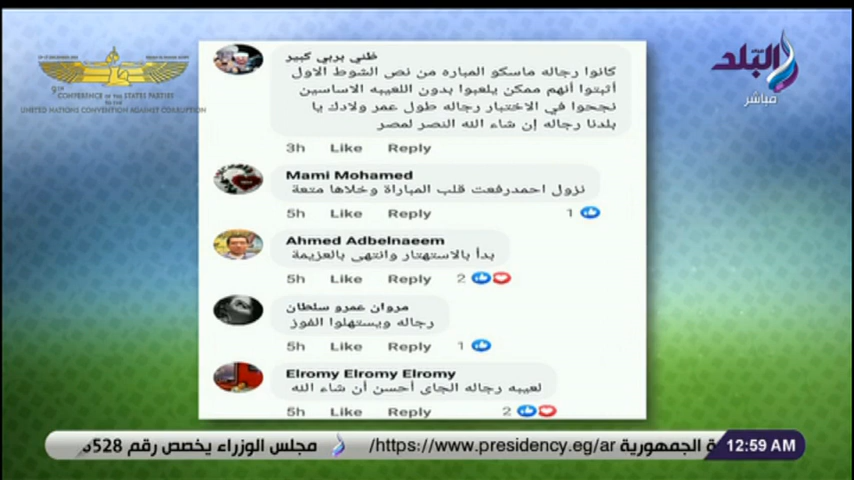 9TH
CONFERENCE OF THE STATES PARTIES
TO THE
UNITED NATIONS CONVENTION AGAINST CORRUPTION
البلد
مباشر
ظني بربي كبير
كانوا رجاله ماسكو المباره من نص الشوط الاول
أثبتوا أنهم ممكن يلعبوا بدون اللعيبه الاساسين
نجحوا في الاختبار رجاله طول عمر ولادك يا
بلدنا رجاله إن شاء الله النصر لمصر
3h Like Reply
Mami Mohamed
نزول احمدرفعت قلب المباراة وخلاها متعة
5h Like Reply 1
Ahmed Adbelnaeem
بدأ بالاستهتار وانتهي بالعزيمة
5h Like Reply 2
مروان عمرو سلطان
رجاله ويستهلوا الفوز
5h Like Reply 1
Elromy Elromy Elromy
لعيبه رجاله الجاى أحسن أن شاء الله
5h Like Reply 2
ة الجمهورية https://www.presidency.eg/ar/ مجلس الوزراء يخصص رقم 528
12:59 AM